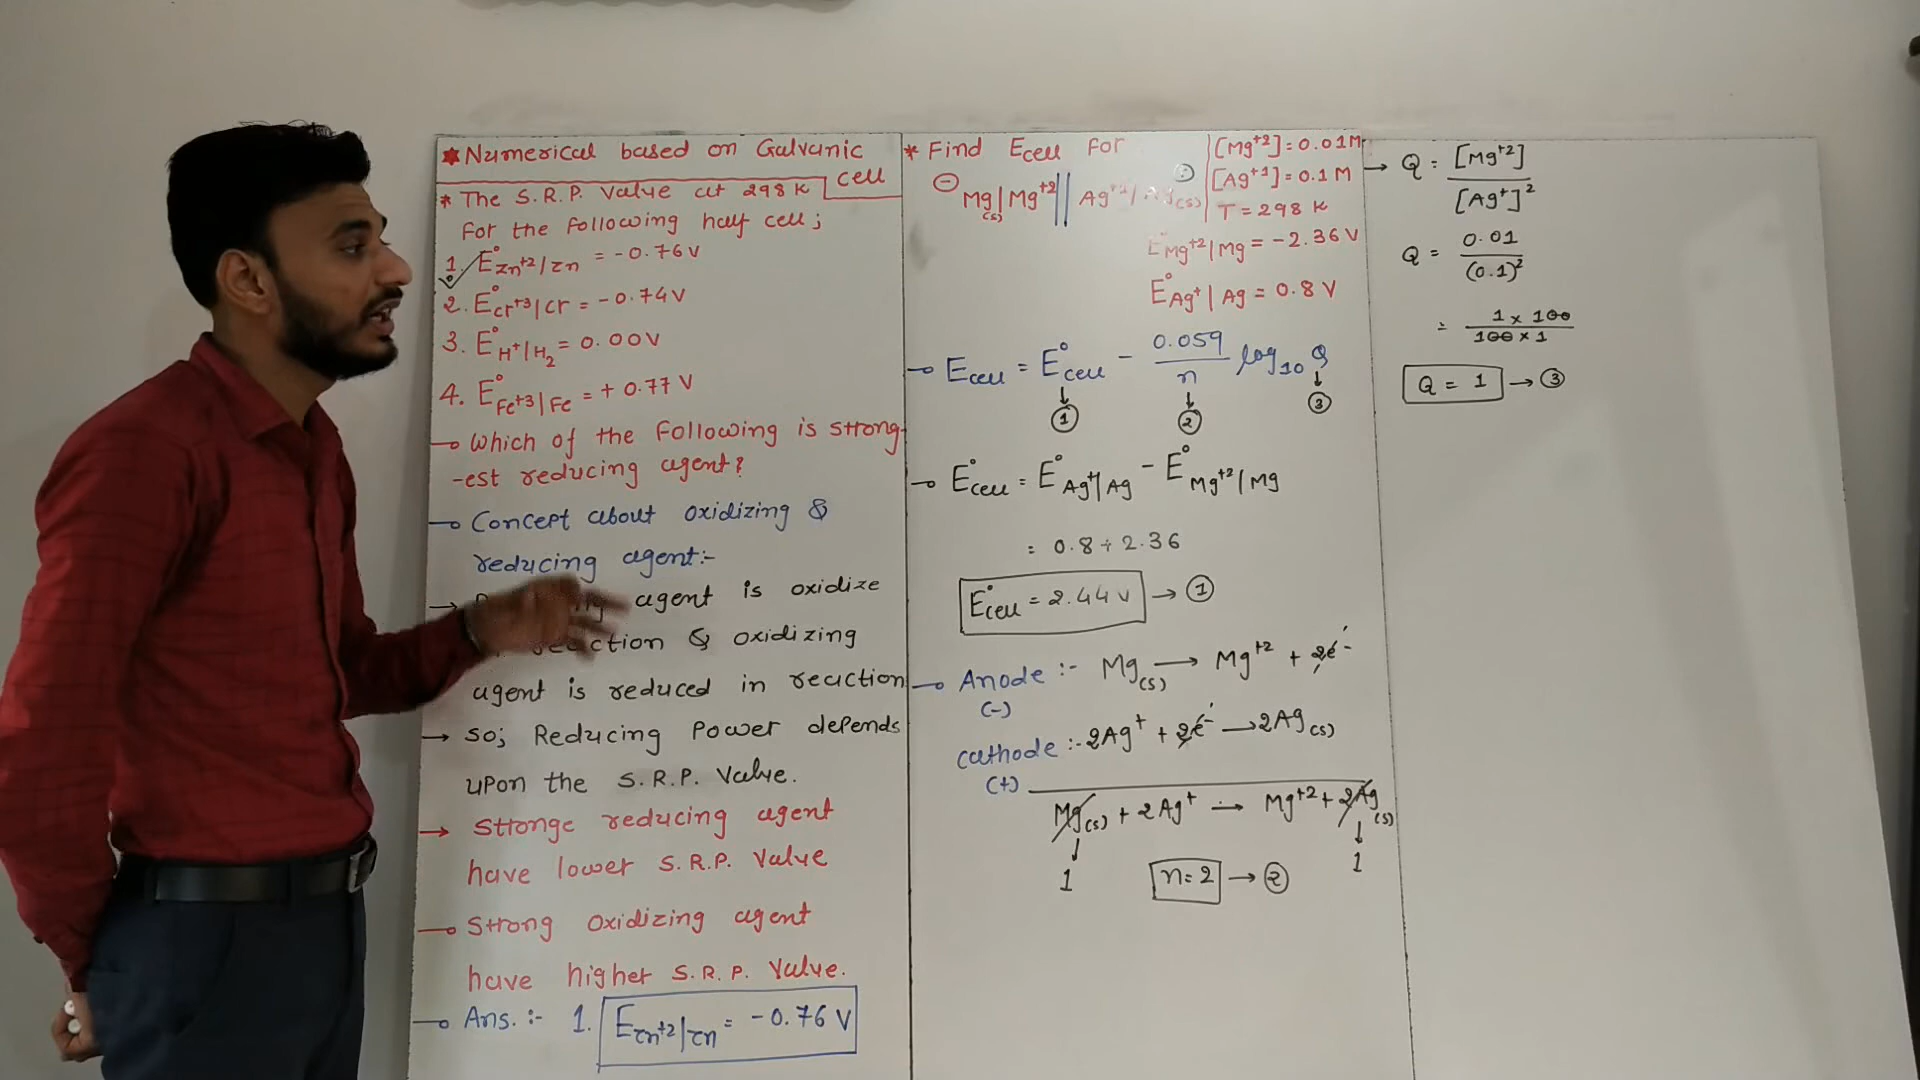 * Numerical based on Galvanic cell
* The S.R.P. value at 298 K
for the following half cell;
1. E°Zn+2/Zn = -0.76V
2. E°Cr+3/Cr = -0.74V
3. E°H+/H2 = 0.00V
4. E°Fe+3/Fe = +0.77 V
→ which of the following is strong-
-est reducing agent?
→ Concept about oxidizing &
reducing agent:-
→ agent is oxidize
& oxidizing
agent is reduced in reaction
→ so; Reducing Power depends
upon the S.R.P. Value.
→ Stronge reducing agent
have lower S.R.P. Value
→ Strong oxidizing agent
have higher S.R.P. Value.
→ Ans. :- 1. EZn+2/Zn = -0.76 V
* Find Ecell for
⊖ Mg(s)|Mg+2||Ag+2/Ag(s)
[Mg+2]=0.01M
[Ag+1]=0.1M
T=298 K
E°Mg+2/Mg = -2.36 V
E°Ag+|Ag = 0.8 V
→ Ecell = E°cell - 0.059/n log10 Q
↓ ↓ ↓
① ② ③
→ E°cell = E°Ag+/Ag - E°Mg+2/Mg
= 0.8+2.36
E°cell = 2.44 V → ①
→ Anode :- Mg(s) → Mg+2 + 2e-
(-)
cathode :- 2Ag+ + 2e- → 2Ag(s)
(+)
Mg(s) + 2Ag+ → Mg+2 + 2Ag(s)
↓ ↓
1 n=2 → ② 1
→ Q = [Mg+2]/[Ag+]2
Q = 0.01/(0.1)2
= 1 x 100/100 x 1
Q = 1 → ③